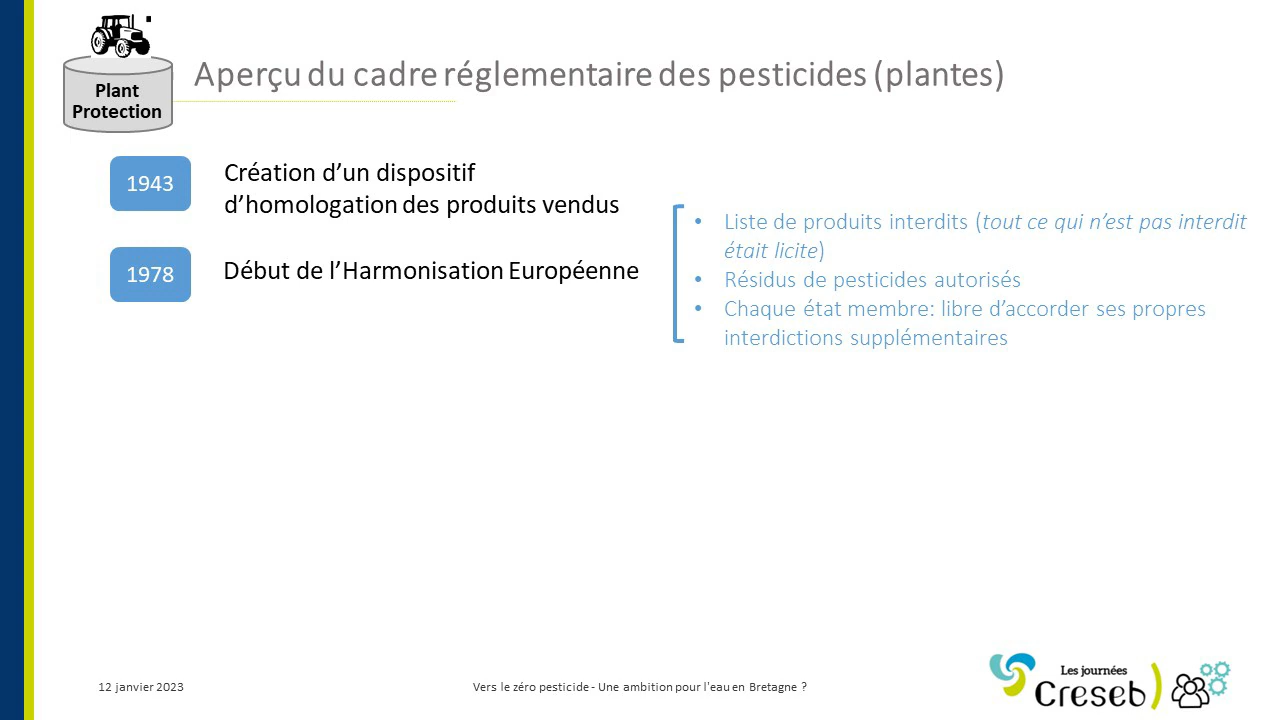 Plant
Protection
Aperçu du cadre réglementaire des pesticides (plantes)
1943
Création d’un dispositif
d’homologation des produits vendus
1978
Début de l’Harmonisation Européenne
• Liste de produits interdits (tout ce qui n’est pas interdit
était licite)
• Résidus de pesticides autorisés
• Chaque état membre: libre d’accorder ses propres
interdictions supplémentaires
12 janvier 2023
Vers le zéro pesticide - Une ambition pour l'eau en Bretagne ?
Les journées
Creseb